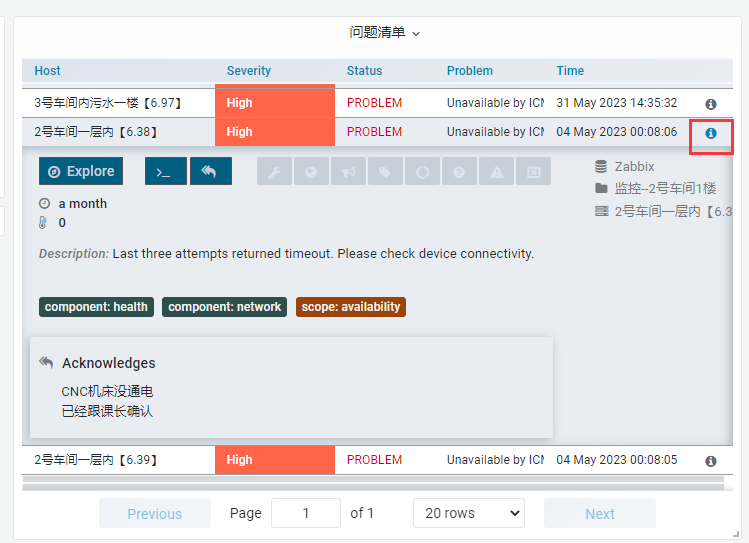 问题清单
Host Severity Status Problem Time
3号车间内污水一楼【6.97】 High PROBLEM Unavailable by ICM 31 May 2023 14:35:32
2号车间一层内【6.38】 High PROBLEM Unavailable by ICM 04 May 2023 00:08:06
Explore
Zabbix
监控--2号车间1楼
2号车间一层内【6.3
a month
0
Description: Last three attempts returned timeout. Please check device connectivity.
component: health component: network scope: availability
Acknowledges
CNC机床没通电
已经跟课长确认
2号车间一层内【6.39】 High PROBLEM Unavailable by ICM 04 May 2023 00:08:05
Previous Page 1 of 1 20 rows Next